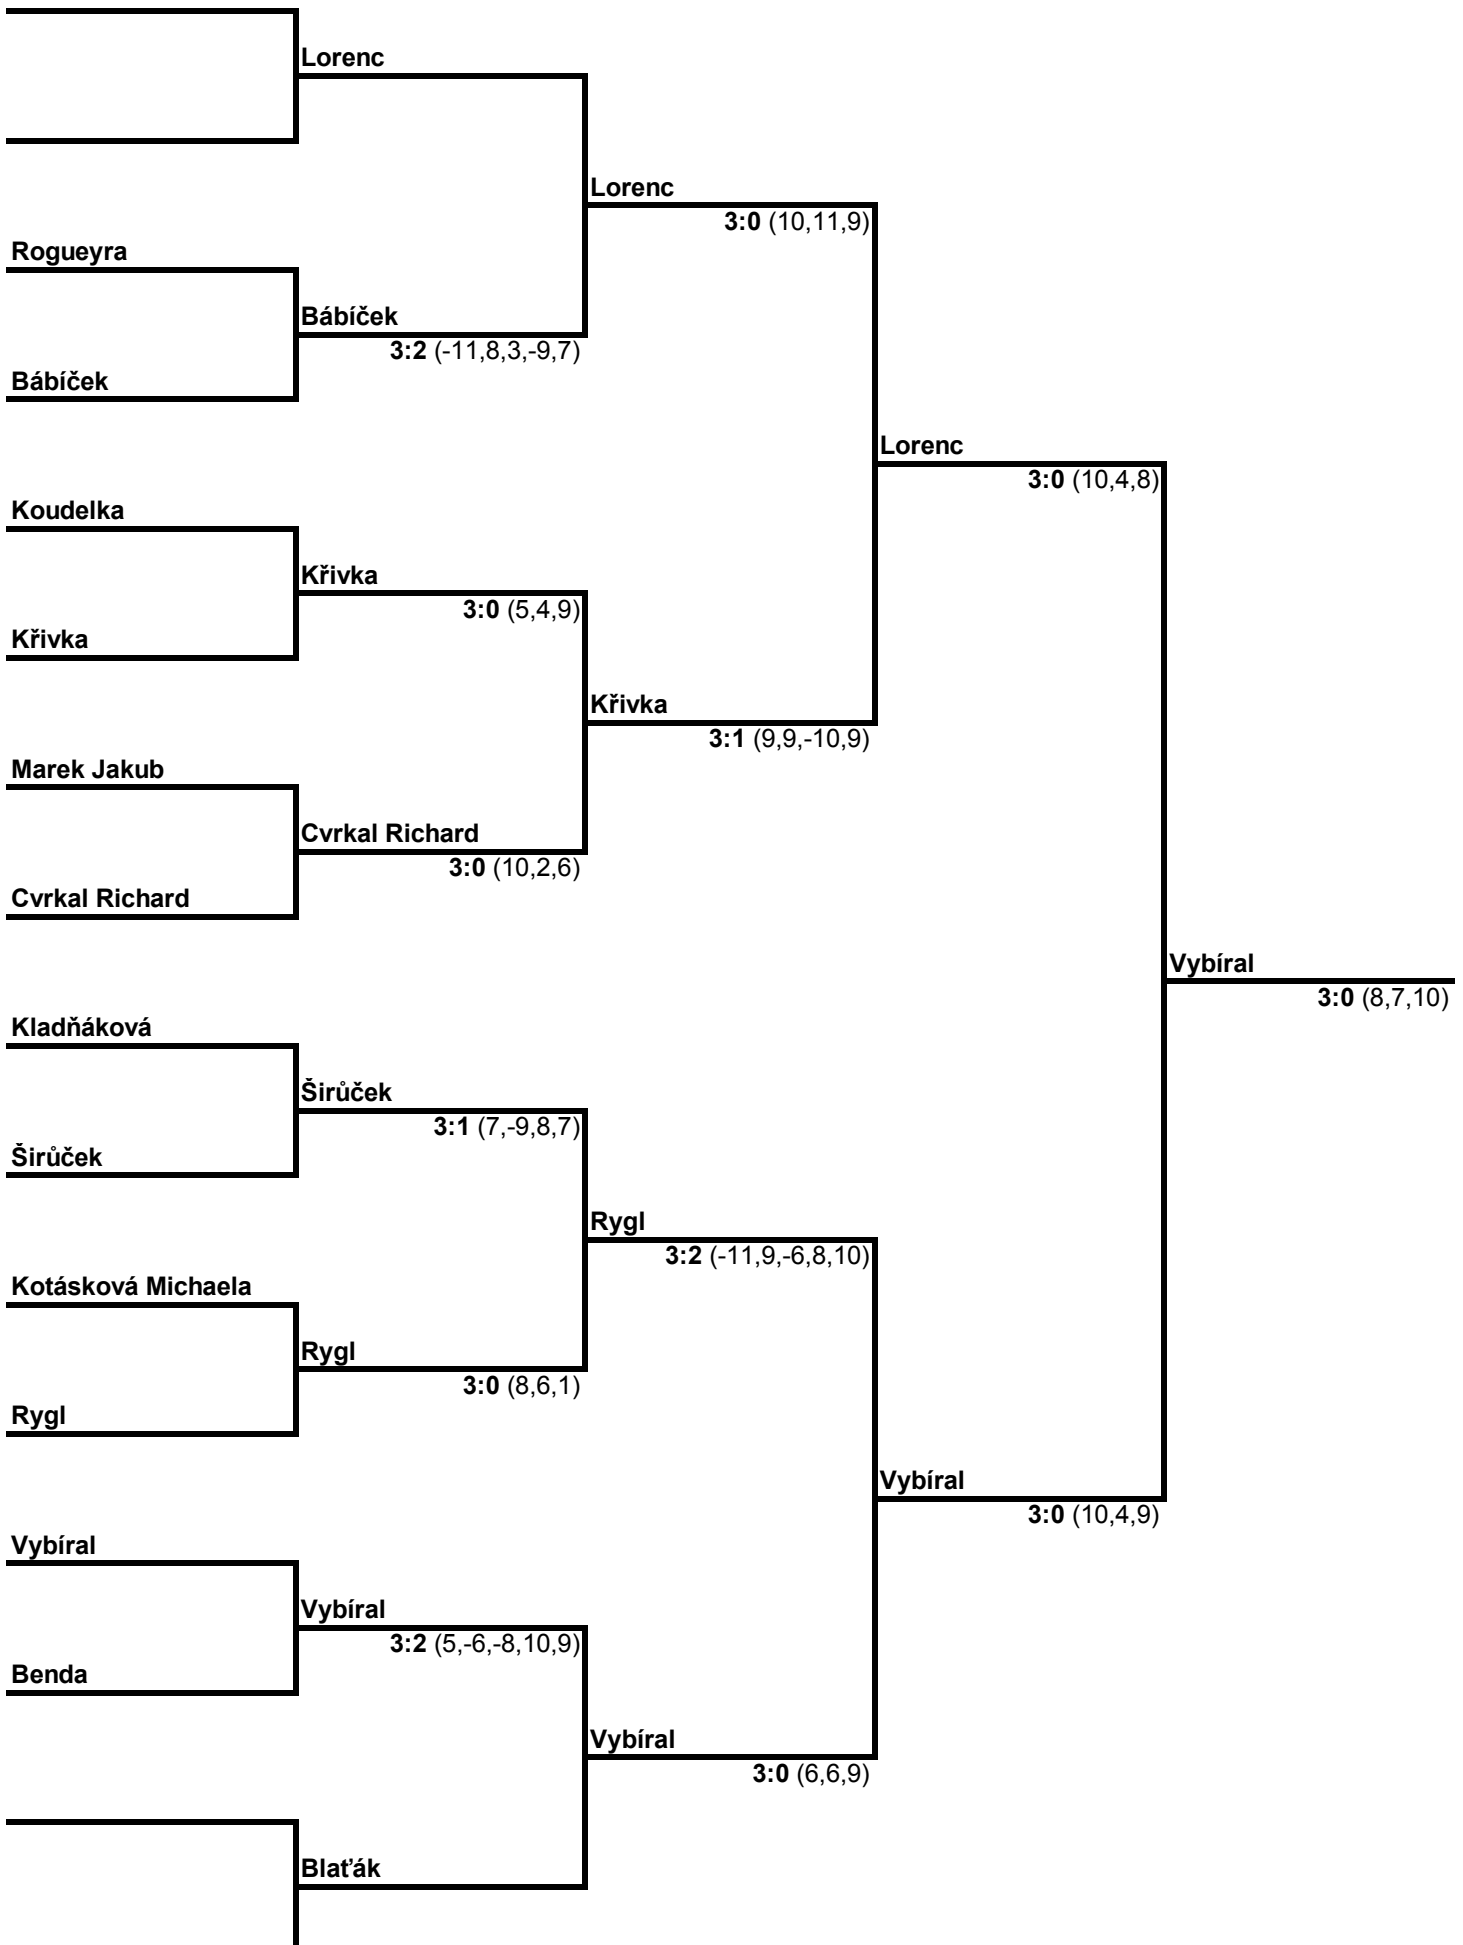 Lorenc
Lorenc
3:0 (10,11,9)
Rogueyra
Bábíček
3:2 (-11,8,3,-9,7)
Bábíček
Lorenc
3:0 (10,4,8)
Koudelka
Křivka
3:0 (5,4,9)
Křivka
Křivka
3:1 (9,9,-10,9)
Marek Jakub
Cvrkal Richard
3:0 (10,2,6)
Cvrkal Richard
Vybíral
3:0 (8,7,10)
Kladňáková
Širůček
3:1 (7,-9,8,7)
Širůček
Rygl
3:2 (-11,9,-6,8,10)
Kotásková Michaela
Rygl
3:0 (8,6,1)
Rygl
Vybíral
3:0 (10,4,9)
Vybíral
Vybíral
3:2 (5,-6,-8,10,9)
Benda
Vybíral
3:0 (6,6,9)
Blaťák